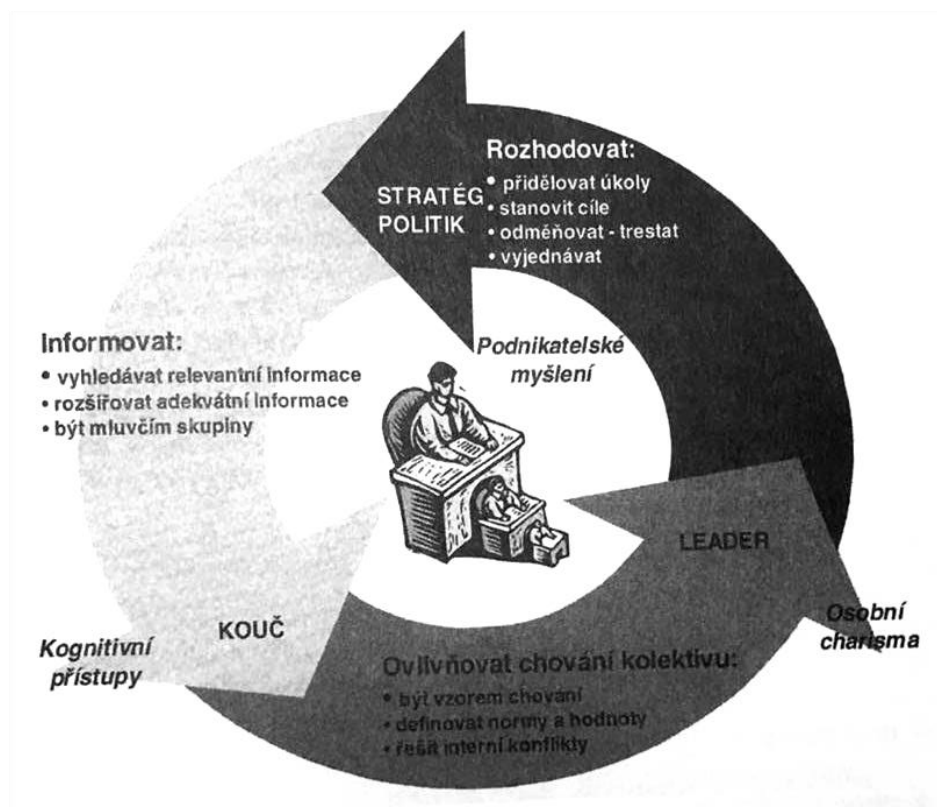 Rozhodovat:
• přidělovat úkoly
• stanovit cíle
• odměňovat - trestat
• vyjednávat
STRATÉG
POLITIK
Podnikatelské
myšlení
Informovat:
• vyhledávat relevantní informace
• rozšiřovat adekvátní informace
• být mluvčím skupiny
LEADER
Osobní
charisma
KOUČ
Kognitivní
přístupy
Ovlivňovat chování kolektivu:
• být vzorem chování
• definovat normy a hodnoty
• řešit interní konflikty